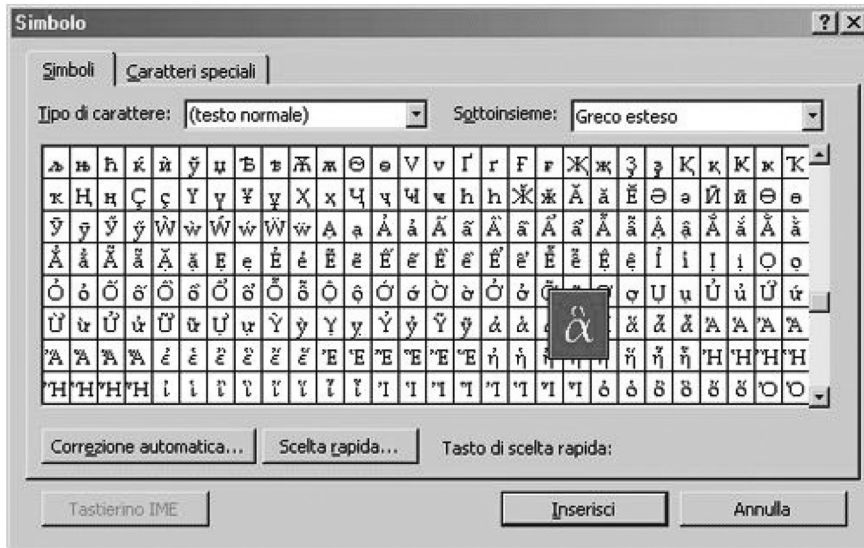 Simbolo
Simboli Caratteri speciali
Tipo di carattere: (testo normale) Sottoinsieme: Greco esteso
љ њ ћ ќ ѝ ў џ Ѣ ѣ Ѫ ѫ Ѳ ѳ Ѵ ѵ Ґ ґ Ғ ғ Җ җ Ҙ ҙ Қ қ Ҝ ҝ Ҡ
ҡ Ң ң Ҫ ҫ Ү ү Ұ ұ Ҳ ҳ Ҷ ҷ Ҹ ҹ Һ һ Ӂ ӂ Ӑ ӑ Ӗ Ә ә Ӣ ӣ Ө ө
Ӯ ӯ Ӳ ӳ Ẁ ẁ Ẃ ẃ Ẅ ẅ Ạ ạ Ả ả Ấ ấ Ầ ầ Ẩ ẩ Ẫ ẫ Ậ ậ Ắ ắ Ằ ằ
Ẳ ẳ Ẵ ẵ Ặ ặ Ẹ ẹ Ẻ ẻ Ẽ ẽ Ế ế Ề ề Ể ể Ễ ễ Ệ ệ Ỉ ỉ Ị ị Ọ ọ
Ỏ ỏ Ố ố Ồ ồ Ổ ổ Ỗ ỗ Ộ ộ Ớ ớ Ờ ờ Ở ở ợ Ụ ụ Ủ ủ Ứ ứ
Ừ ừ Ử ử Ữ ữ Ự ự Ỳ ỳ Ỵ ỵ Ỷ ỷ Ỹ ỹ ἀ ἁ ἃ ἅ ἆ ἇ Ἀ Ἁ Ἂ Ἃ
Ἄ Ἅ Ἆ Ἇ ἐ ἑ ἒ ἓ ἔ ἕ Ἐ Ἑ Ἒ Ἓ Ἔ Ἕ ἠ ἡ ἢ ἣ ἤ ἥ ἦ ἧ Ἠ Ἡ Ἢ Ἣ
Ἤ Ἥ Ἦ Ἧ ἰ ἱ ἲ ἳ ἴ ἵ ἶ ἷ Ἰ Ἱ Ἲ Ἳ Ἴ Ἵ Ἶ Ἷ ὀ ὁ ὂ ὃ ὄ ὅ Ὀ Ὁ
Correzione automatica... Scelta rapida... Tasto di scelta rapida:
Tastierino IME Inserisci Annulla